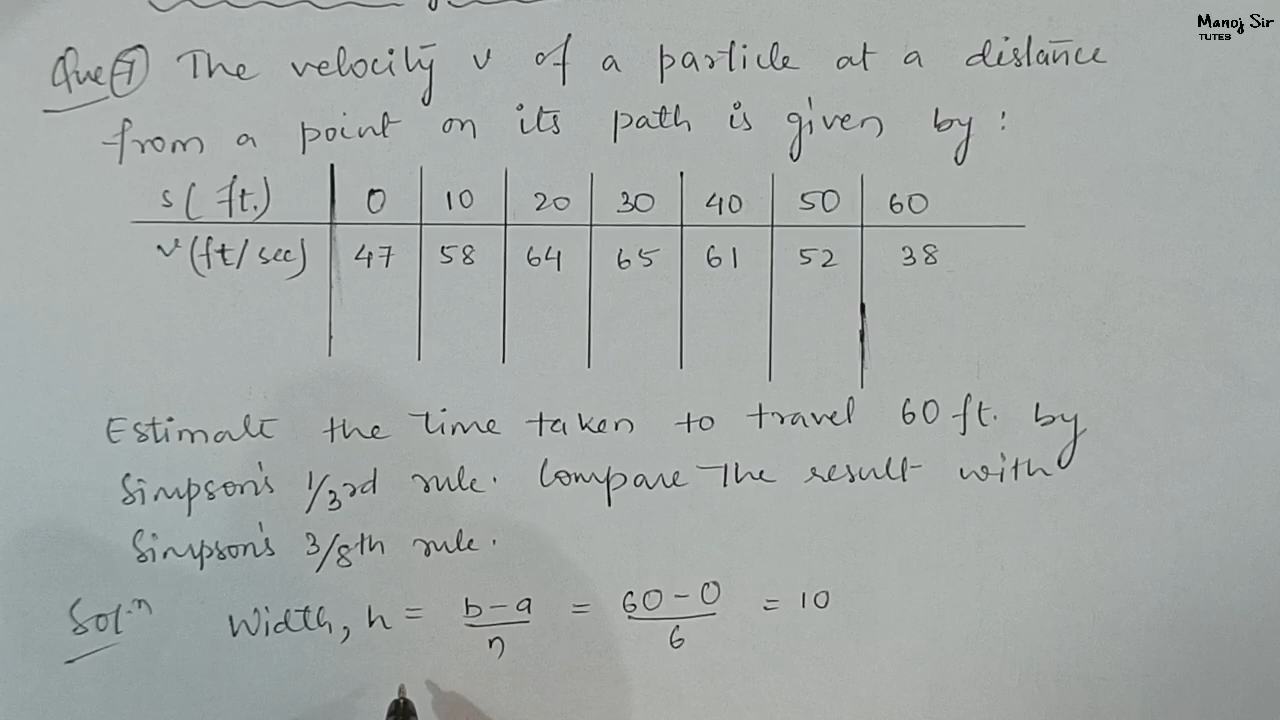 Manoj Sir
TUTES
Que① The velocity v of a particle at a distance
from a point on its path is given by :
s( ft.) 0 10 20 30 40 50 60
v(ft/sec) 47 58 64 65 61 52 38
Estimate the time taken to travel 60 ft. by
Simpson's 1/3rd rule. Compare the result with
Simpson's 3/8th rule.
Sol.n Width, h = b-a/n = 60-0/6 = 10